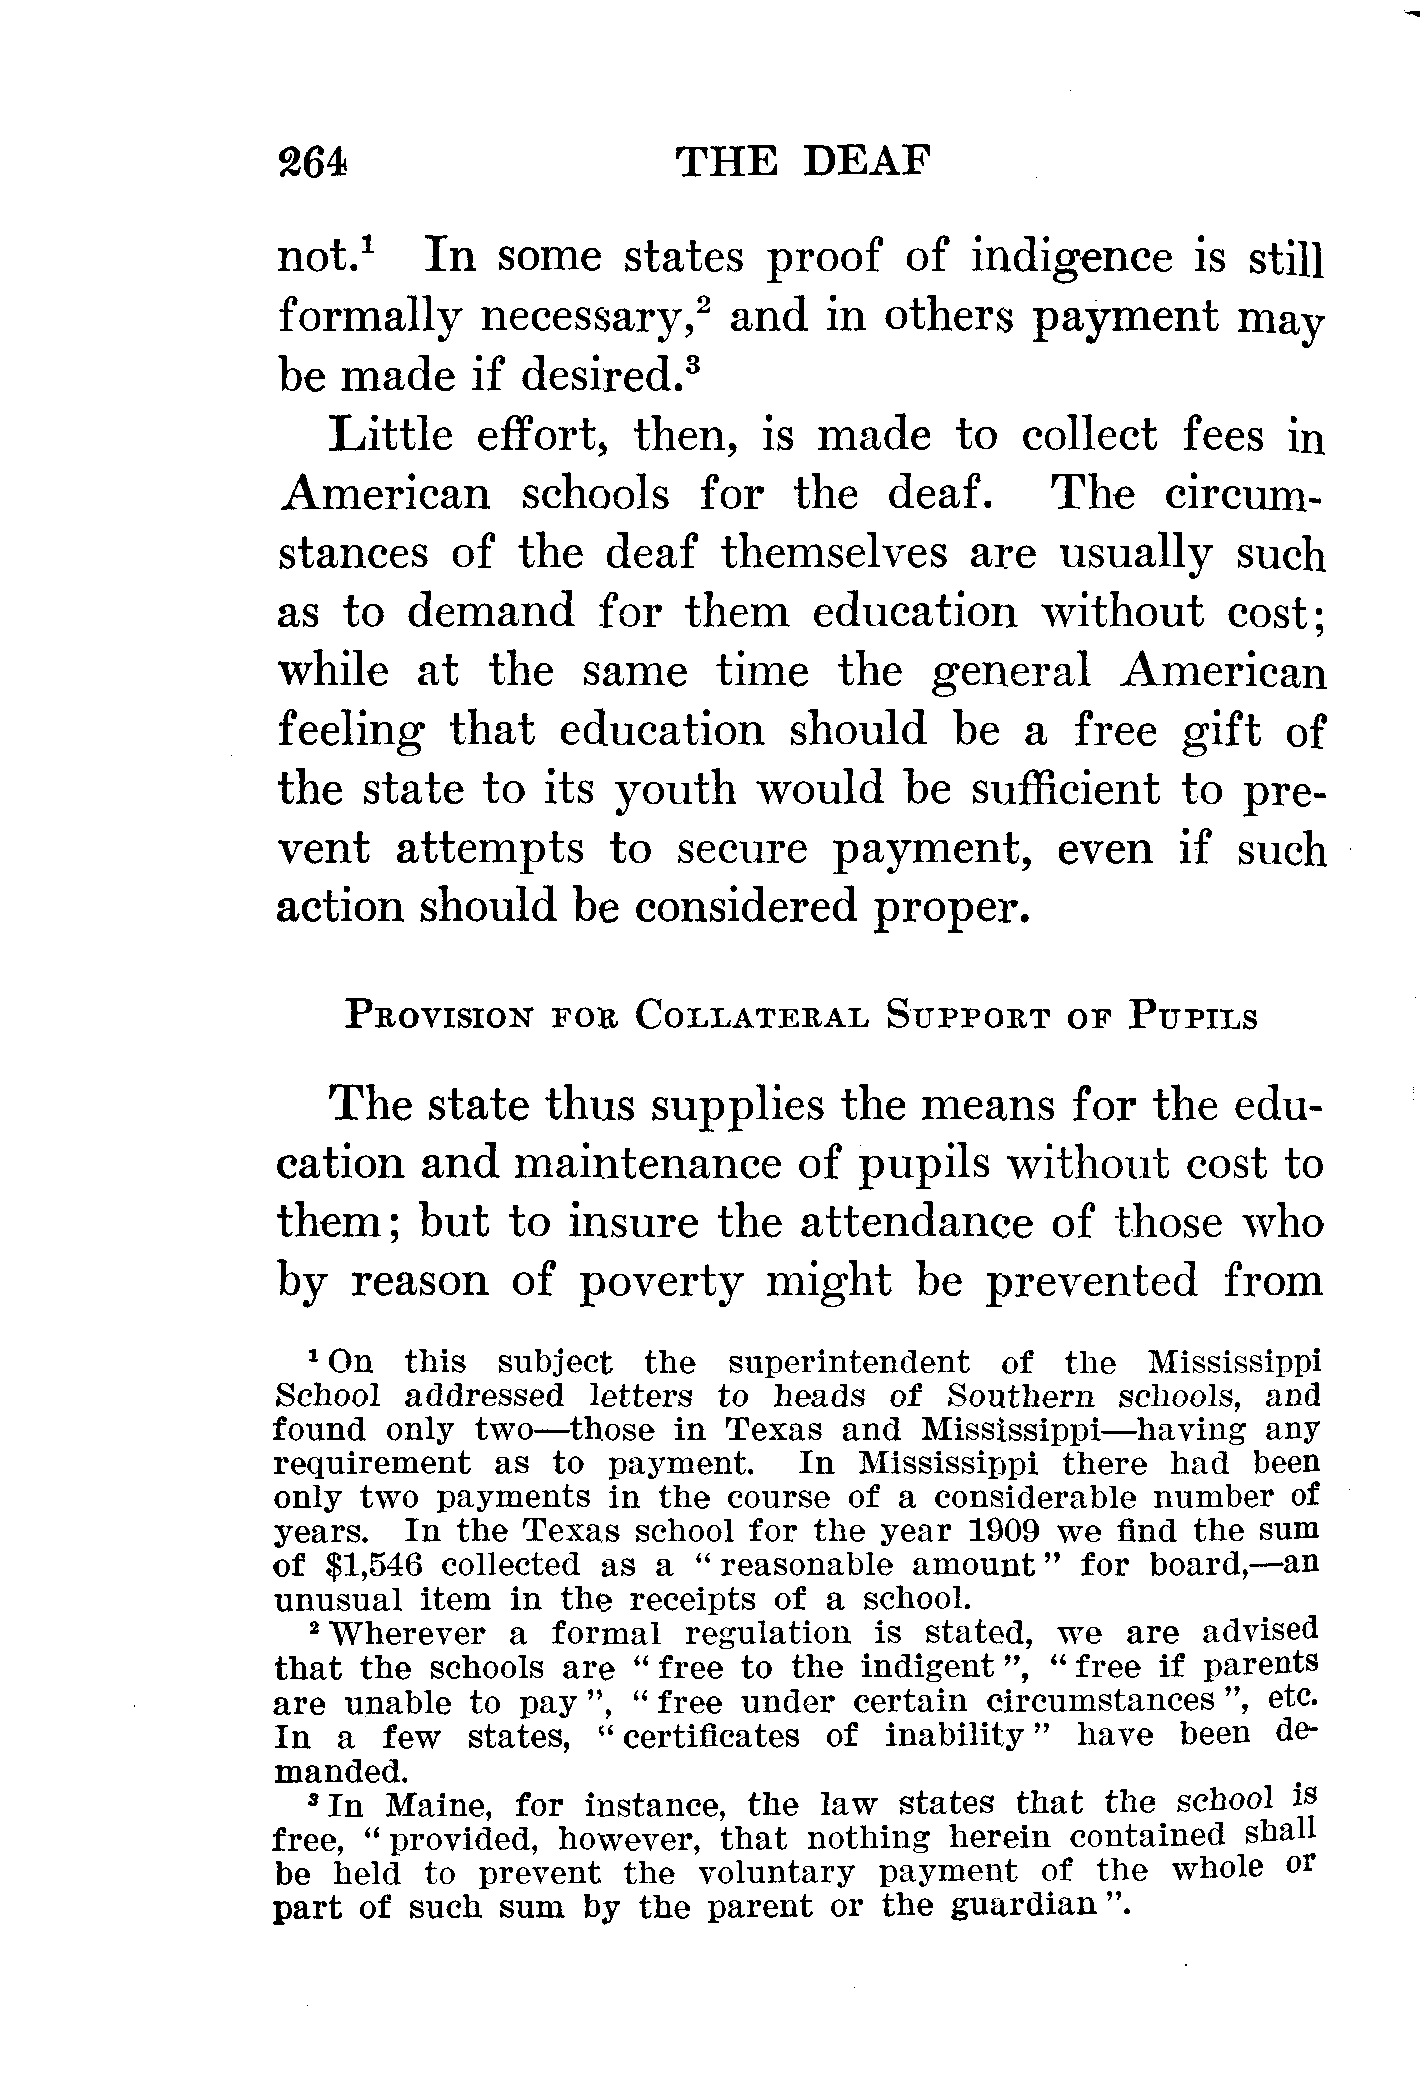 264 THE DEAF
not.¹ In some states proof of indigence is still
formally necessary,² and in others payment may
be made if desired.³
Little effort, then, is made to collect fees in
American schools for the deaf. The circum-
stances of the deaf themselves are usually such
as to demand for them education without cost;
while at the same time the general American
feeling that education should be a free gift of
the state to its youth would be sufficient to pre-
vent attempts to secure payment, even if such
action should be considered proper.
PROVISION FOR COLLATERAL SUPPORT OF PUPILS
The state thus supplies the means for the edu-
cation and maintenance of pupils without cost to
them; but to insure the attendance of those who
by reason of poverty might be prevented from
¹ On this subject the superintendent of the Mississippi
School addressed letters to heads of Southern schools, and
found only two—those in Texas and Mississippi—having any
requirement as to payment. In Mississippi there had been
only two payments in the course of a considerable number of
years. In the Texas school for the year 1909 we find the sum
of $1,546 collected as a "reasonable amount" for board,—an
unusual item in the receipts of a school.
² Wherever a formal regulation is stated, we are advised
that the schools are "free to the indigent", "free if parents
are unable to pay", "free under certain circumstances", etc.
In a few states, "certificates of inability" have been de-
manded.
³ In Maine, for instance, the law states that the school is
free, "provided, however, that nothing herein contained shall
be held to prevent the voluntary payment of the whole or
part of such sum by the parent or the guardian".